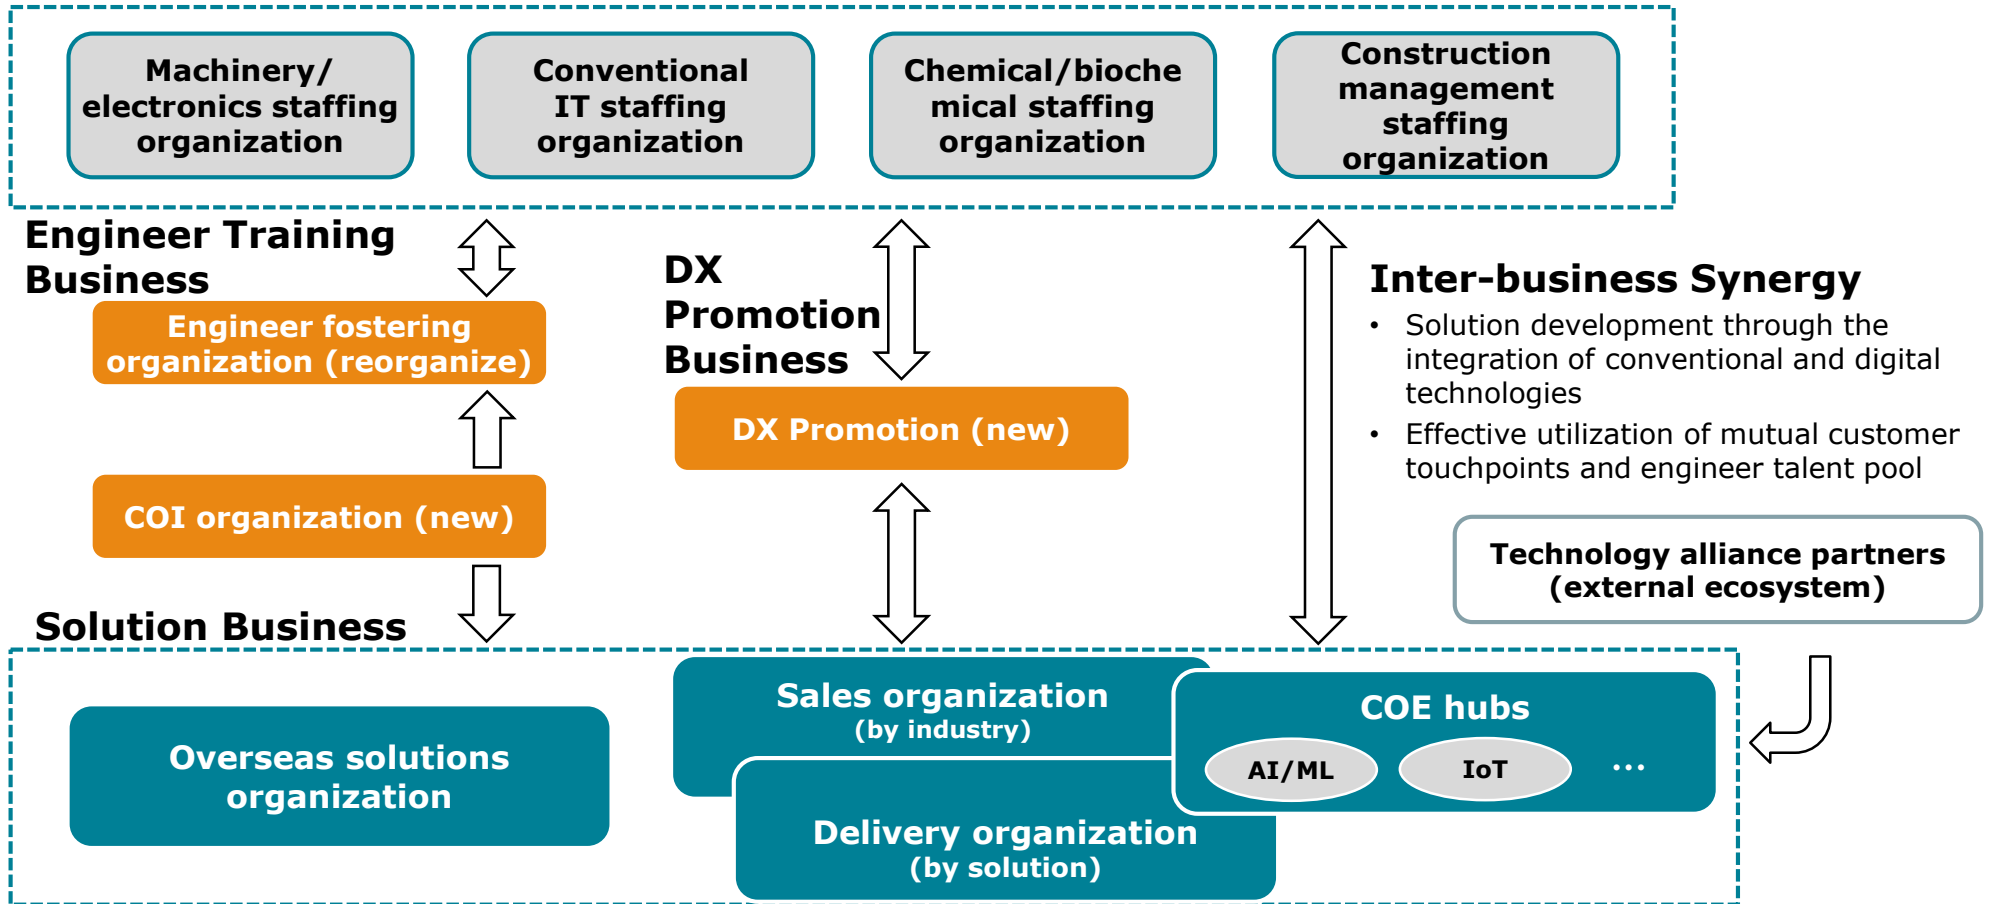 Machinery/
electronics staffing
organization
Conventional
IT staffing
organization
Chemical/bioche
mical staffing
organization
Construction
management
staffing
organization
Engineer Training
Business
Engineer fostering
organization (reorganize)
COI organization (new)
DX
Promotion
Business
DX Promotion (new)
Inter-business Synergy
• Solution development through the
integration of conventional and digital
technologies
• Effective utilization of mutual customer
touchpoints and engineer talent pool
Technology alliance partners
(external ecosystem)
Solution Business
Overseas solutions
organization
Sales organization
(by industry)
Delivery organization
(by solution)
COE hubs
AI/ML
IoT
...